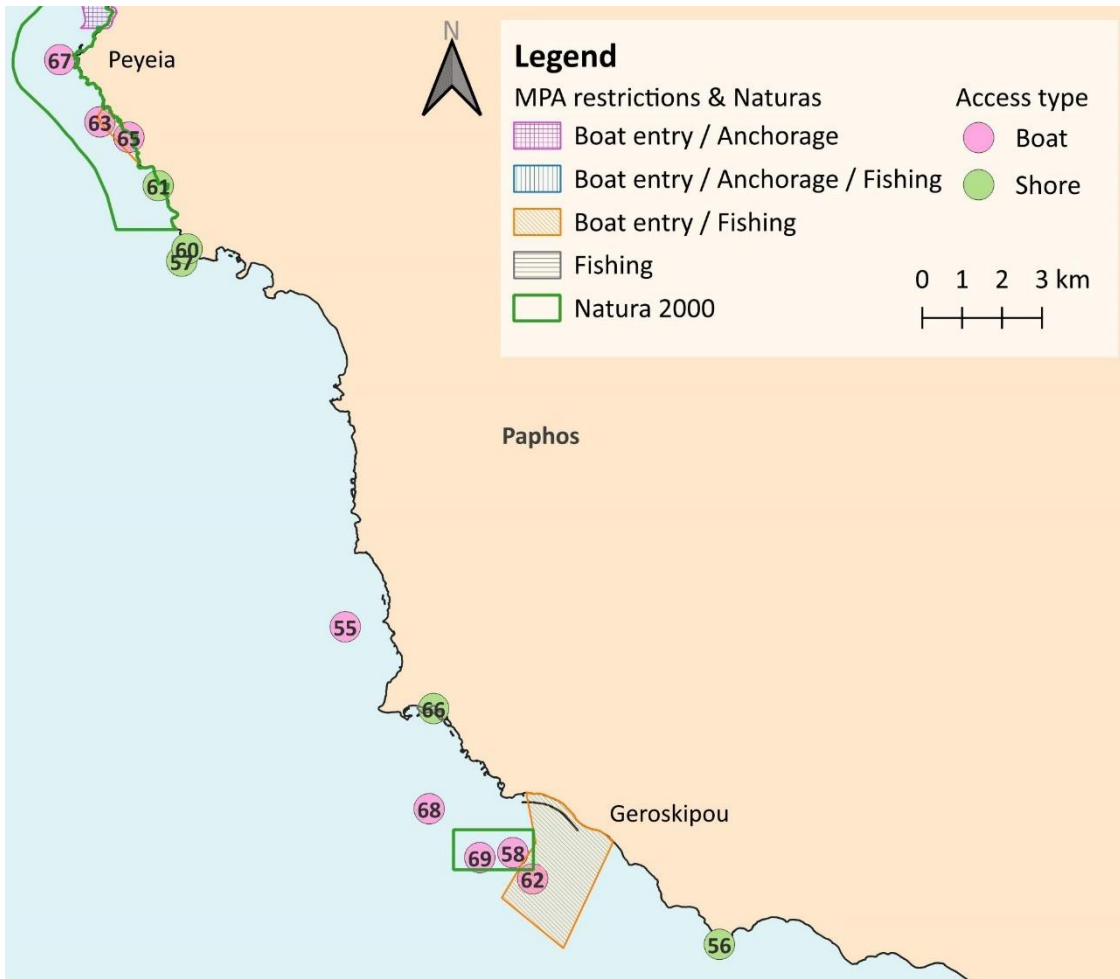 Peyeia
N
Legend
MPA restrictions & Naturas
Boat entry / Anchorage
Boat entry / Anchorage / Fishing
Boat entry / Fishing
Fishing
Natura 2000
Access type
Boat
Shore
0 1 2 3 km
67
63
65
61
60
57
Paphos
55
66
68
Geroskipou
69
58
62
56